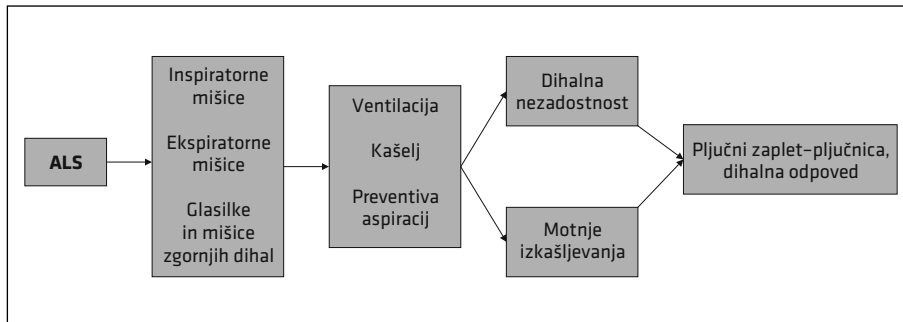 ALS
Inspiratorne
mišice
Ekspiratorne
mišice
Glasilke
in mišice
zgornjih dihal
Ventilacija
Kašelj
Preventiva
aspiracij
Dihalna
nezadostnost
Motnje
izkašljevanja
Pljučni zaplet–pljučnica,
dihalna odpoved